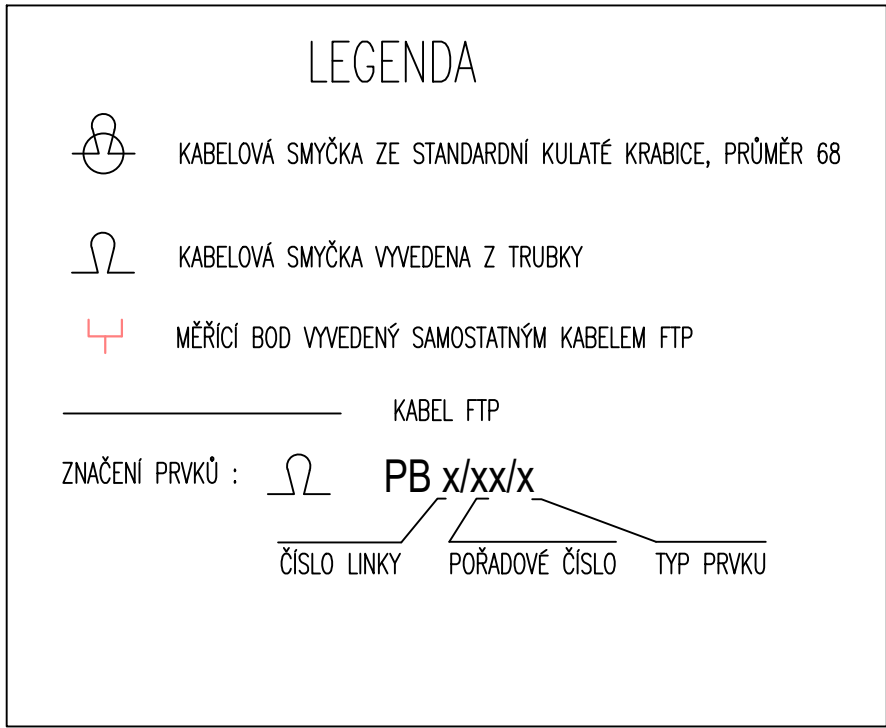 LEGENDA
KABELOVÁ SMYČKA ZE STANDARDNÍ KULATÉ KRABICE, PRŮMĚR 68
KABELOVÁ SMYČKA VYVEDENA Z TRUBKY
MĚŘÍCÍ BOD VYVEDENÝ SAMOSTATNÝM KABELEM FTP
KABEL FTP
ZNAČENÍ PRVKŮ : PB x/xx/x
ČÍSLO LINKY POŘADOVÉ ČÍSLO TYP PRVKU